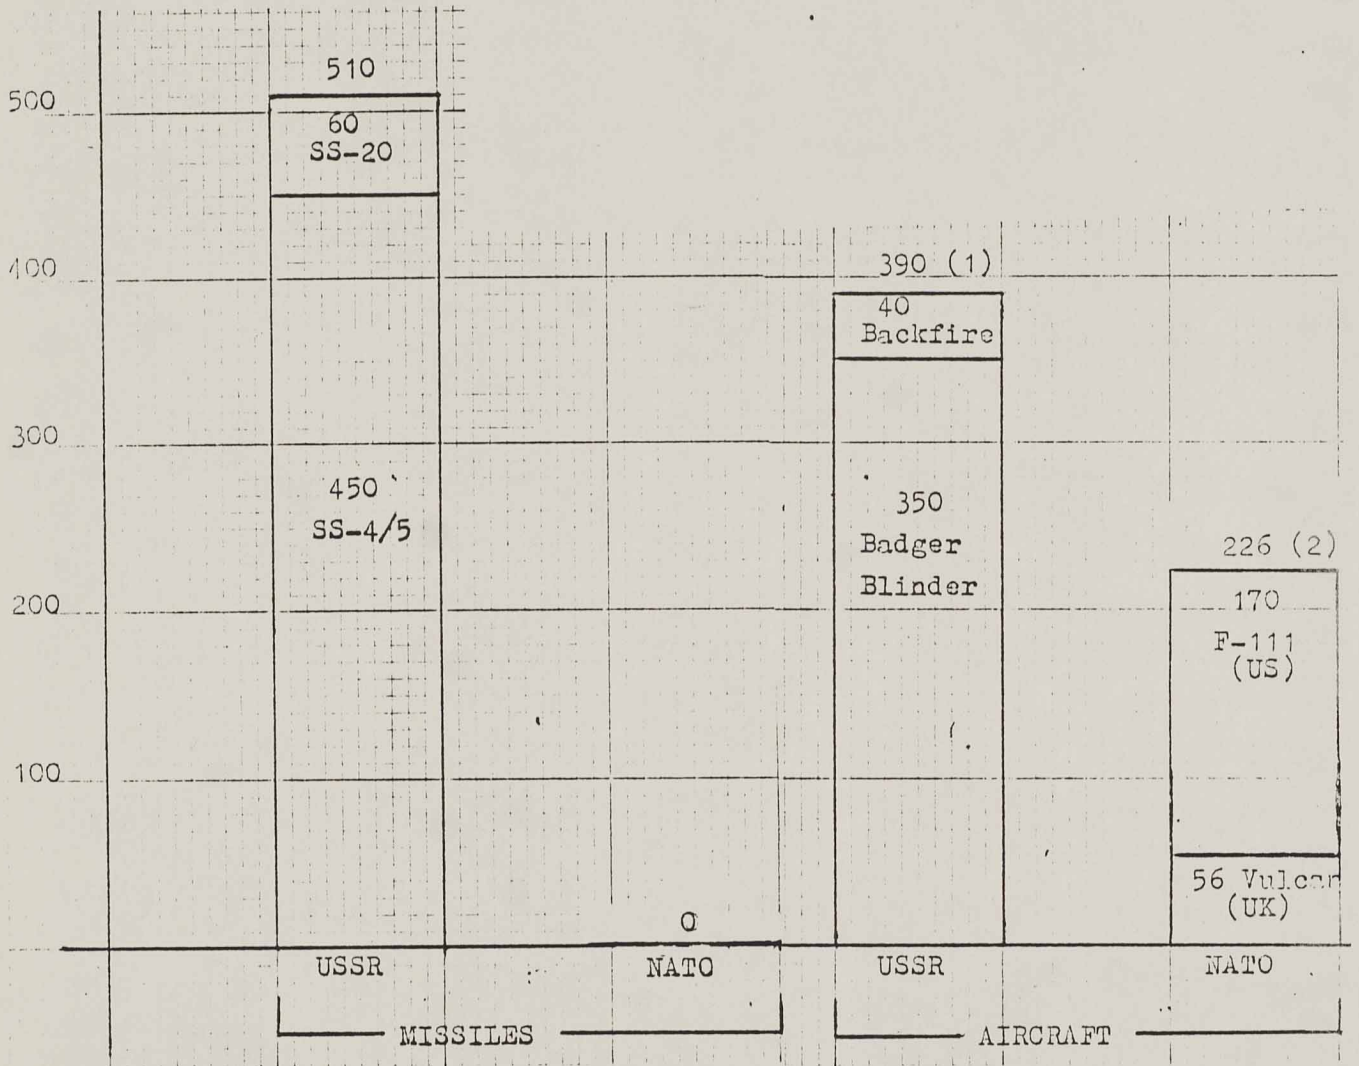 510
500
60
SS-20
400
390 (1)
40
Backfire
300
450
SS-4/5
350
Badger
Blinder
226 (2)
200
170
F-111
(US)
100
56 Vulcan
(UK)
0
USSR
NATO
USSR
NATO
MISSILES
AIRCRAFT